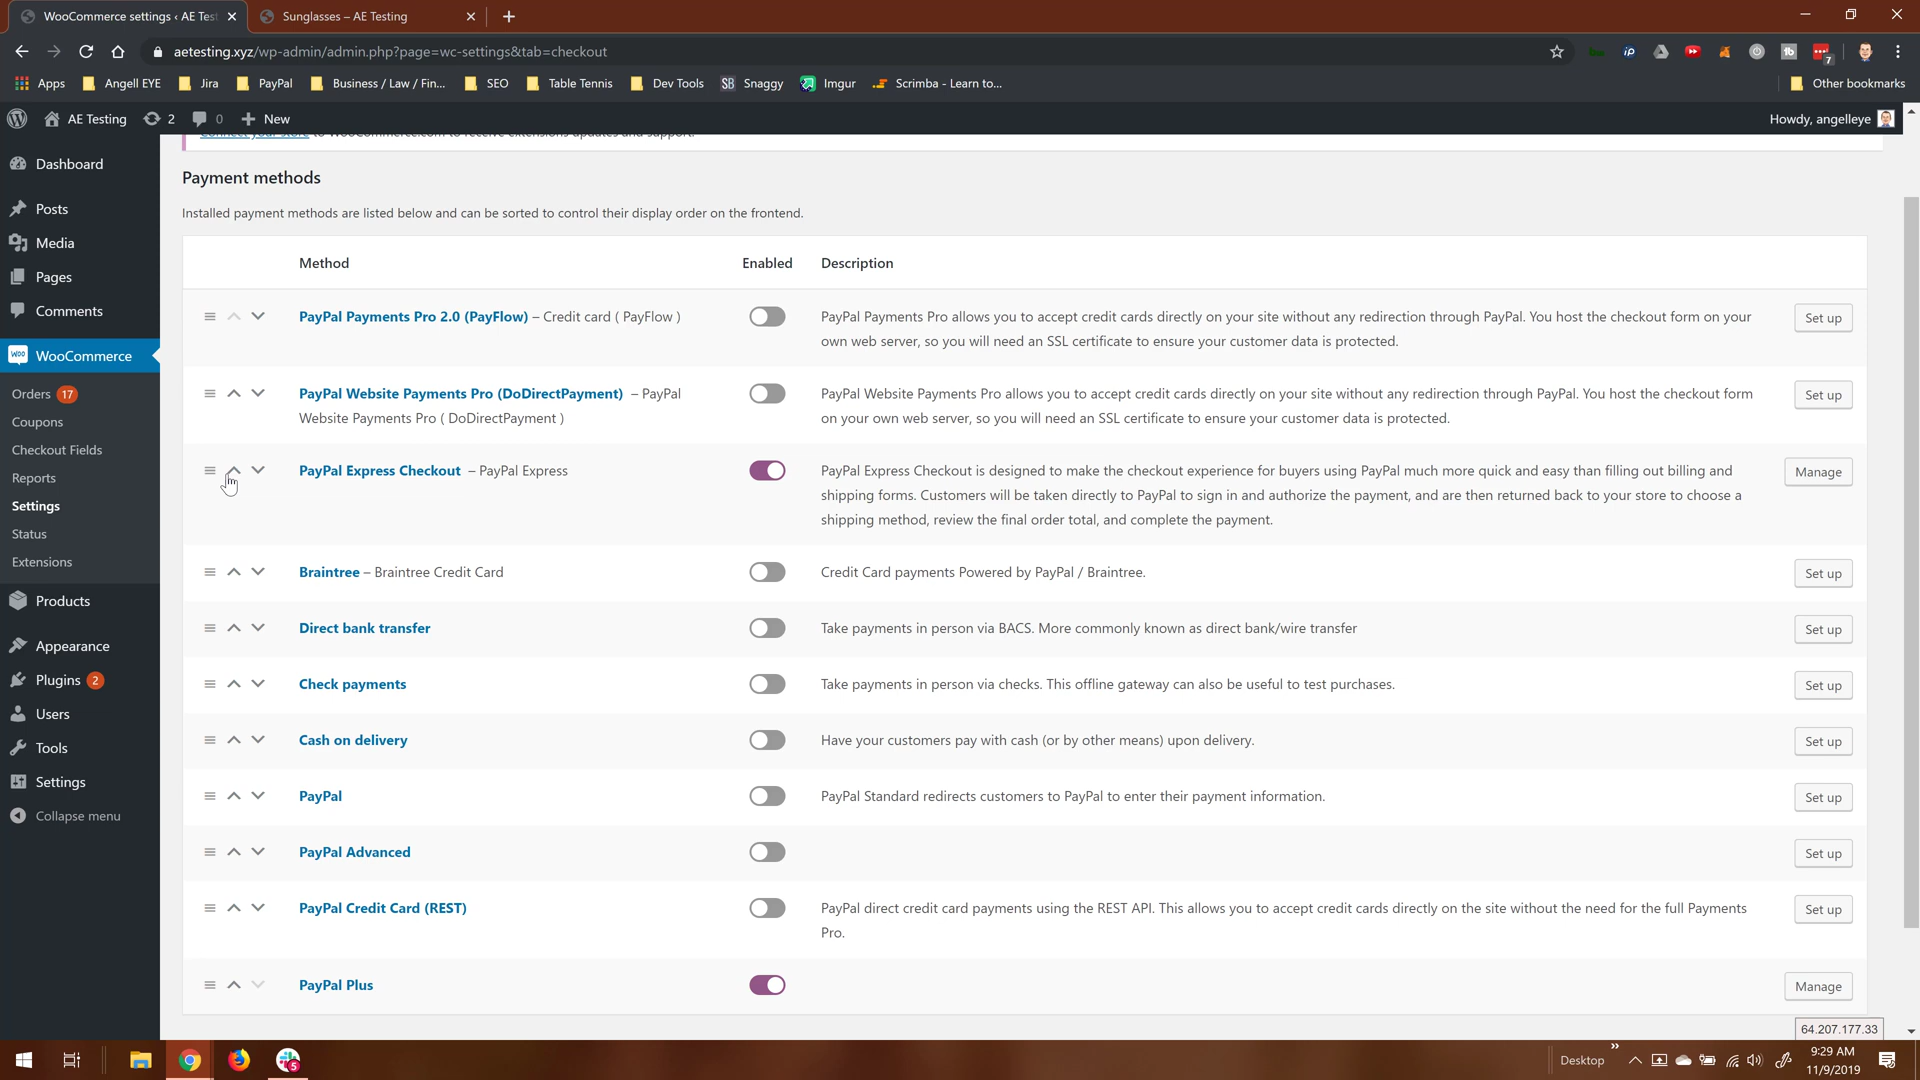 WooCommerce settings ‹ AE Test
Sunglasses – AE Testing
aetesting.xyz/wp-admin/admin.php?page=wc-settings&tab=checkout
7
Apps
Angell EYE
Jira
PayPal
Business / Law / Fin...
SEO
Table Tennis
Dev Tools
SB
Snaggy
Imgur
Scrimba - Learn to...
Other bookmarks
AE Testing
2
0
New
Howdy, angelleye
Connect your store to WooCommerce.com to receive extensions updates and support.
Dashboard
Posts
Media
Pages
Comments
WooCommerce
Orders 17
Coupons
Checkout Fields
Reports
Settings
Status
Extensions
Products
Appearance
Plugins 2
Users
Tools
Settings
Collapse menu
Payment methods
Installed payment methods are listed below and can be sorted to control their display order on the frontend.
Method
Enabled
Description
PayPal Payments Pro 2.0 (PayFlow) – Credit card ( PayFlow )
PayPal Payments Pro allows you to accept credit cards directly on your site without any redirection through PayPal. You host the checkout form on your
own web server, so you will need an SSL certificate to ensure your customer data is protected.
Set up
PayPal Website Payments Pro (DoDirectPayment) – PayPal
Website Payments Pro ( DoDirectPayment )
PayPal Website Payments Pro allows you to accept credit cards directly on your site without any redirection through PayPal. You host the checkout form
on your own web server, so you will need an SSL certificate to ensure your customer data is protected.
Set up
PayPal Express Checkout – PayPal Express
PayPal Express Checkout is designed to make the checkout experience for buyers using PayPal much more quick and easy than filling out billing and
shipping forms. Customers will be taken directly to PayPal to sign in and authorize the payment, and are then returned back to your store to choose a
shipping method, review the final order total, and complete the payment.
Manage
Braintree – Braintree Credit Card
Credit Card payments Powered by PayPal / Braintree.
Set up
Direct bank transfer
Take payments in person via BACS. More commonly known as direct bank/wire transfer
Set up
Check payments
Take payments in person via checks. This offline gateway can also be useful to test purchases.
Set up
Cash on delivery
Have your customers pay with cash (or by other means) upon delivery.
Set up
PayPal
PayPal Standard redirects customers to PayPal to enter their payment information.
Set up
PayPal Advanced
Set up
PayPal Credit Card (REST)
PayPal direct credit card payments using the REST API. This allows you to accept credit cards directly on the site without the need for the full Payments
Pro.
Set up
PayPal Plus
Manage
64.207.177.33
5
Desktop
9:29 AM
11/9/2019